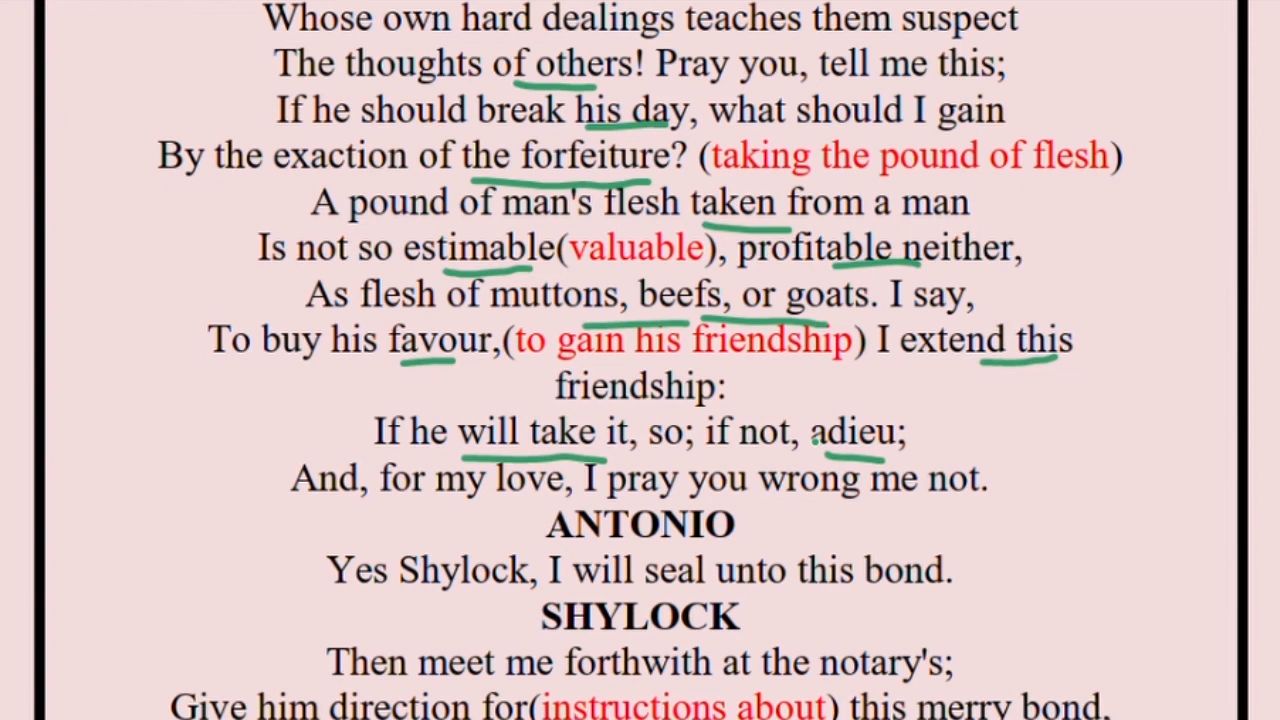 Whose own hard dealings teaches them suspect
The thoughts of others! Pray you, tell me this;
If he should break his day, what should I gain
By the exaction of the forfeiture? (taking the pound of flesh)
A pound of man's flesh taken from a man
Is not so estimable(valuable), profitable neither,
As flesh of muttons, beefs, or goats. I say,
To buy his favour,(to gain his friendship) I extend this
friendship:
If he will take it, so; if not, adieu;
And, for my love, I pray you wrong me not.
ANTONIO
Yes Shylock, I will seal unto this bond.
SHYLOCK
Then meet me forthwith at the notary's;
Give him direction for(instructions about) this merry bond,